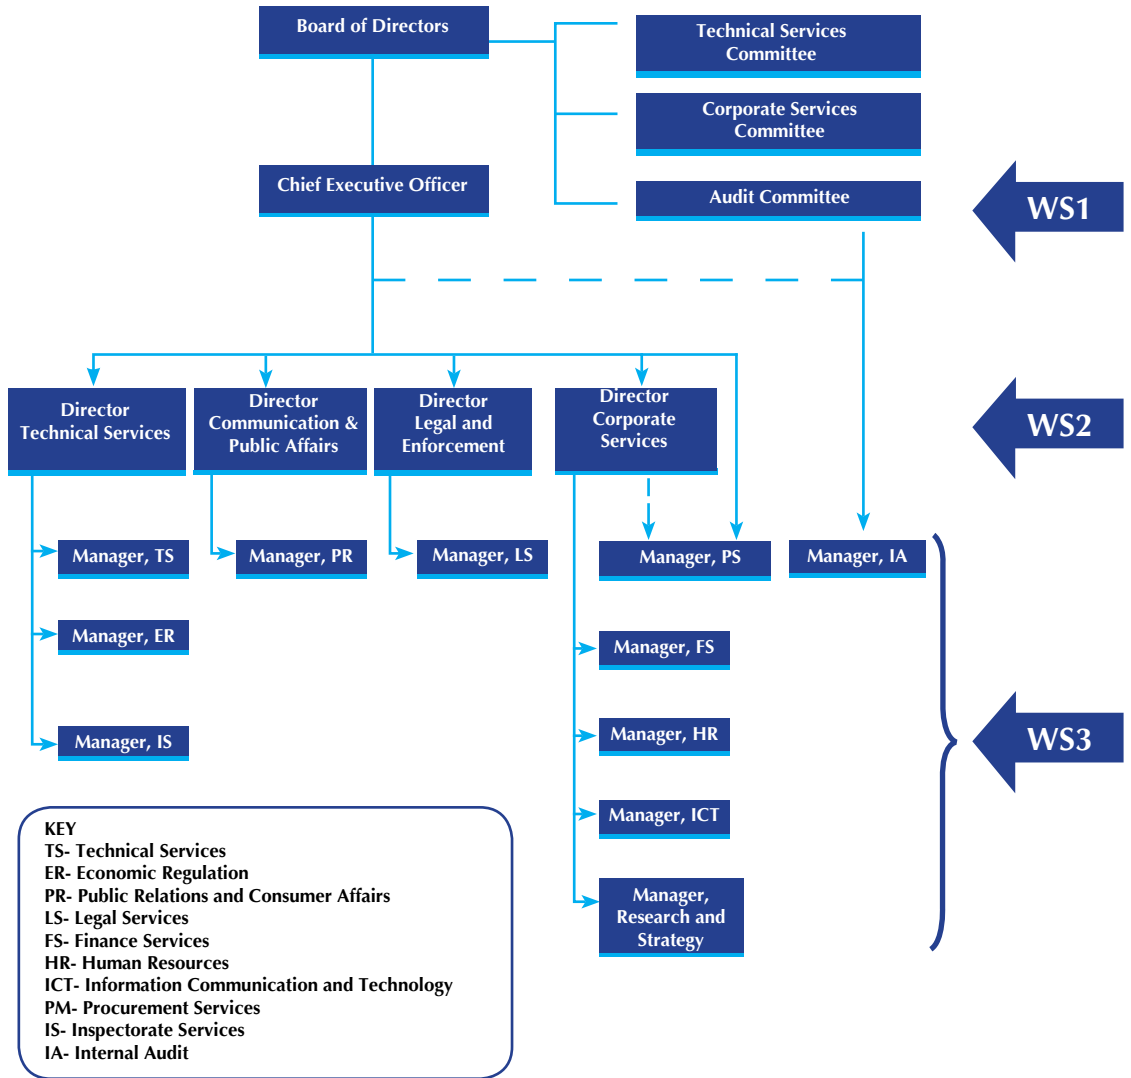 Board of Directors
Technical Services
Committee
Corporate Services
Committee
Chief Executive Officer
Audit Committee
WS1
Director
Technical Services
Director
Communication &
Public Affairs
Director
Legal and
Enforcement
Director
Corporate
Services
WS2
Manager, TS
Manager, PR
Manager, LS
Manager, PS
Manager, IA
Manager, ER
Manager, FS
Manager, IS
Manager, HR
WS3
Manager, ICT
Manager,
Research and
Strategy
KEY
TS- Technical Services
ER- Economic Regulation
PR- Public Relations and Consumer Affairs
LS- Legal Services
FS- Finance Services
HR- Human Resources
ICT- Information Communication and Technology
PM- Procurement Services
IS- Inspectorate Services
IA- Internal Audit